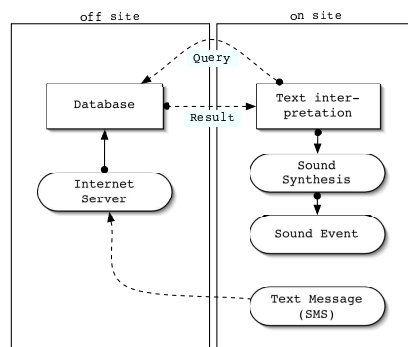 off site
on site
Query
Database
Result
Text inter-
pretation
Internet
Server
Sound
Synthesis
Sound Event
Text Message
(SMS)